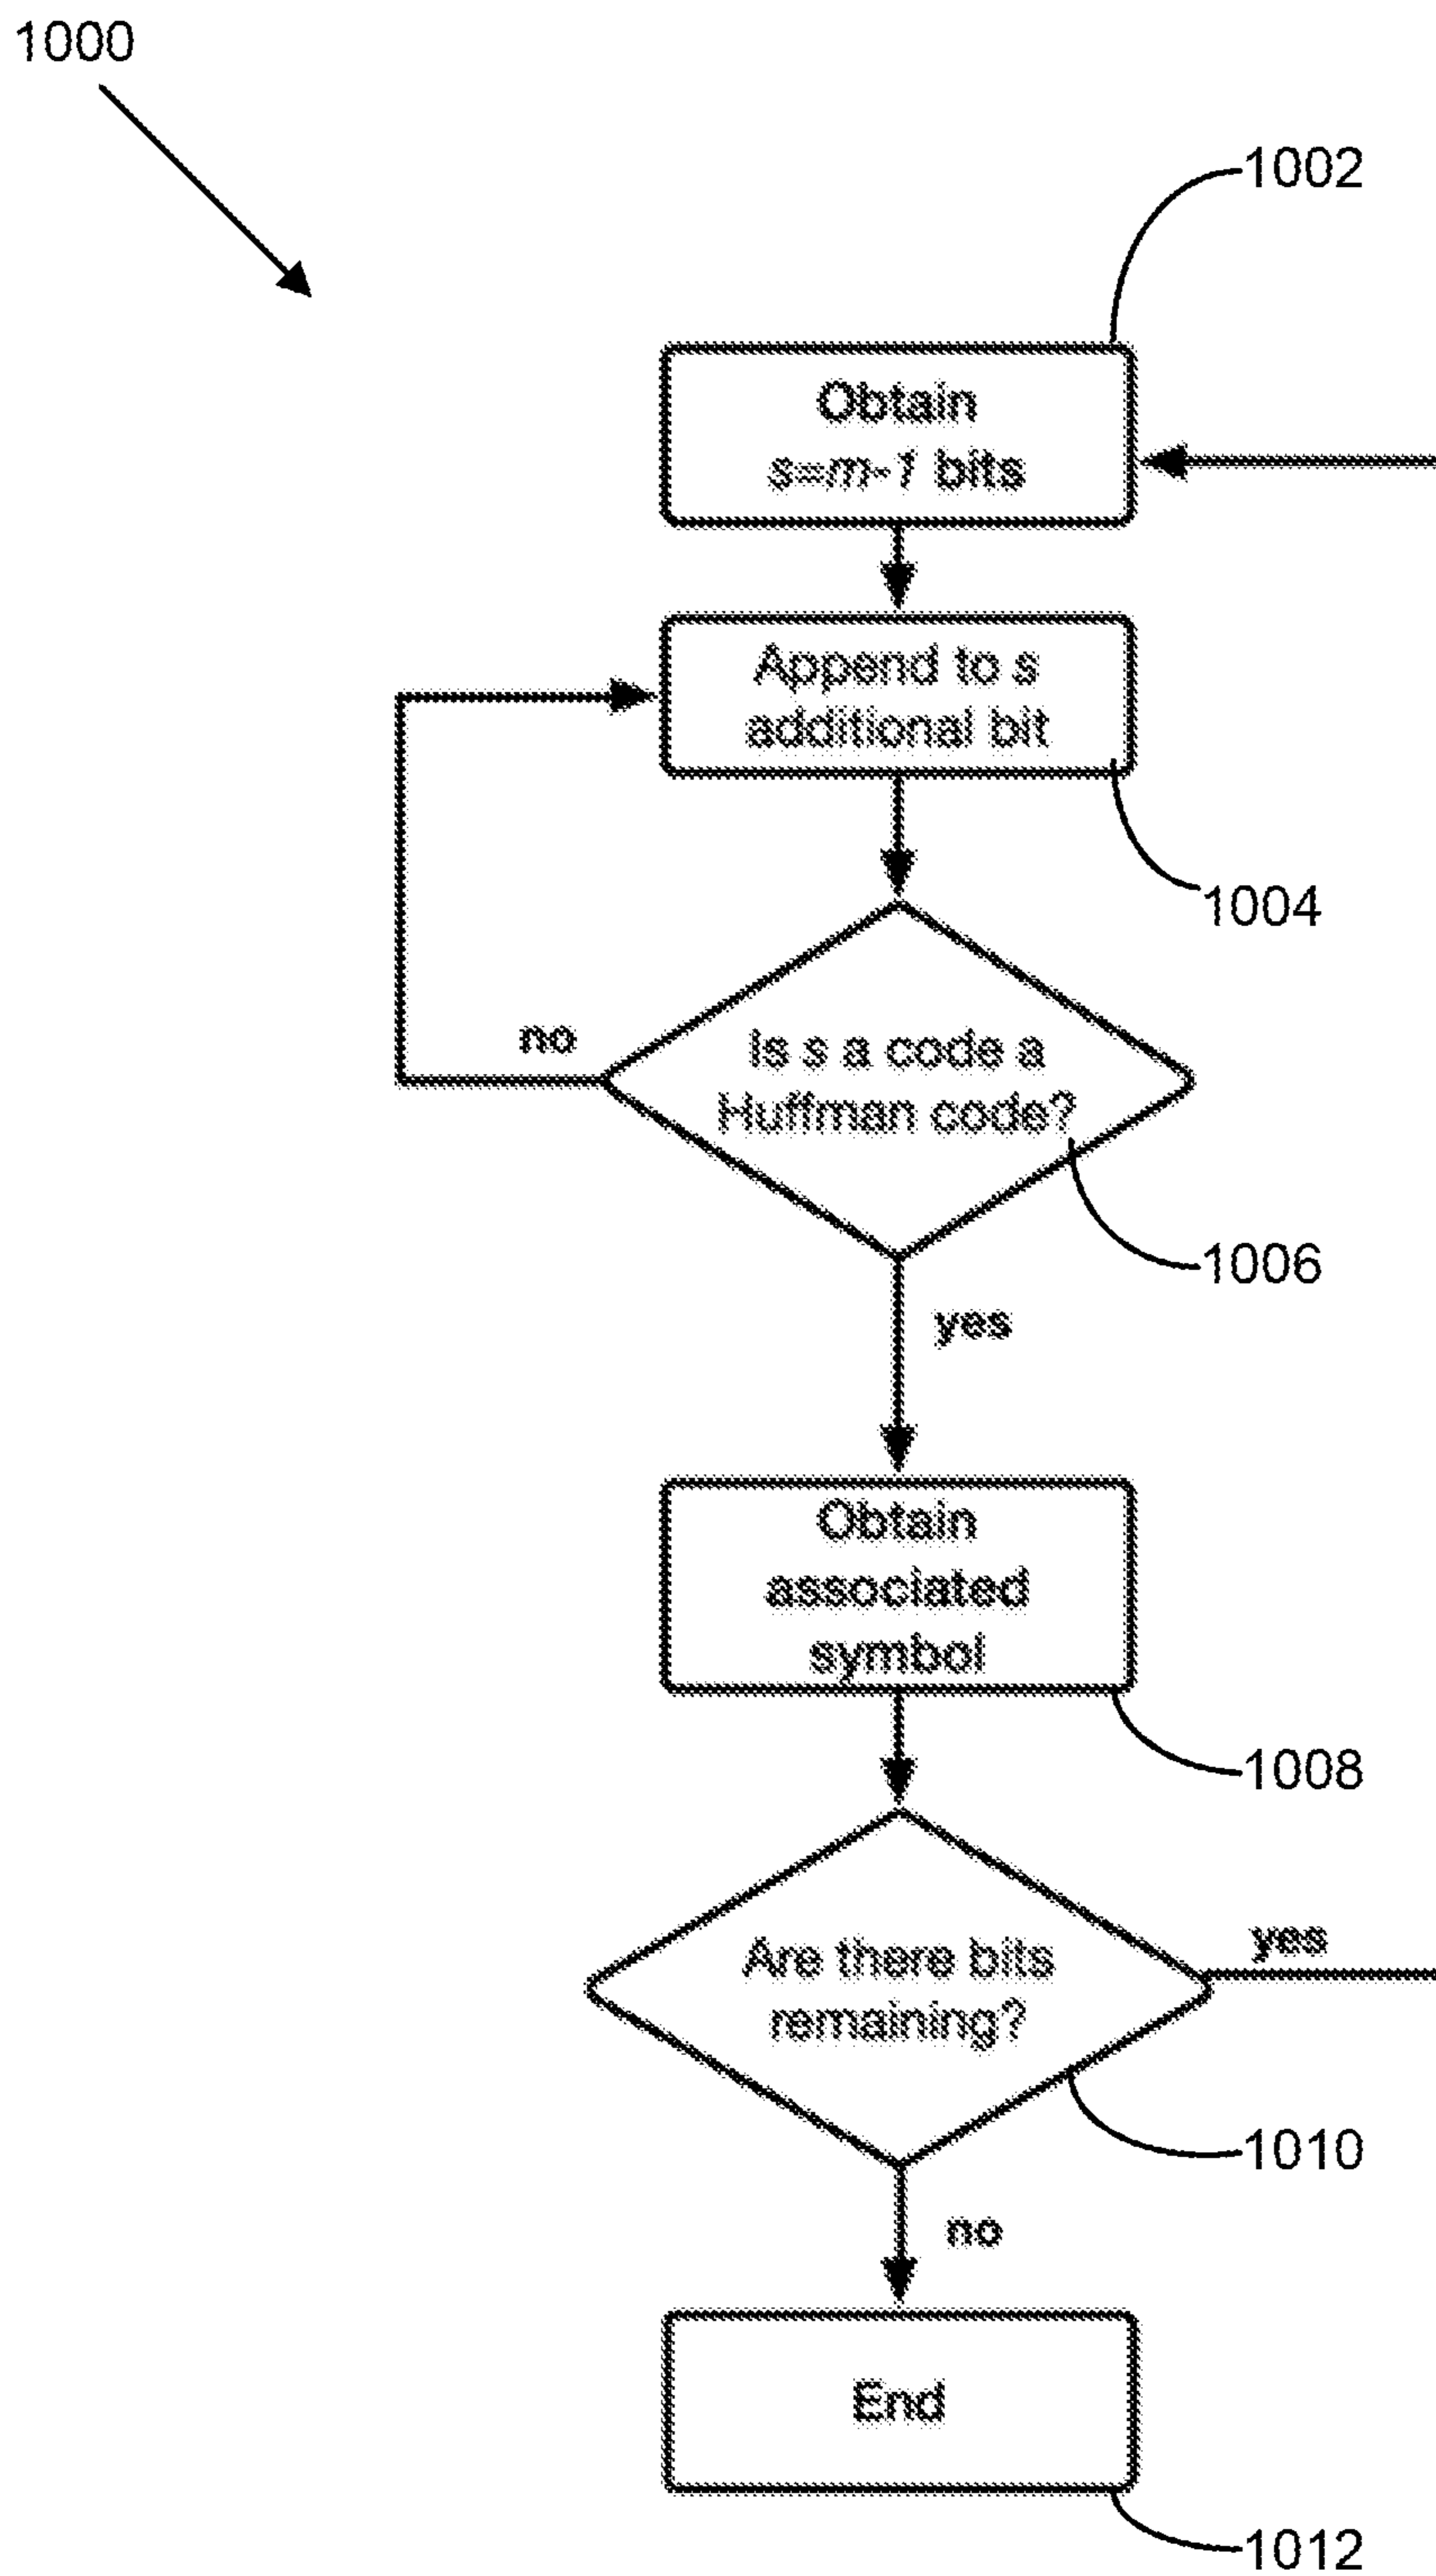 1000
1002
Obtain
s=m-1 bits
Append to s
additional bit
1004
no
Is s a code a
Huffman code?
1006
yes
Obtain
associated
symbol
1008
Are there bits
remaining?
yes
1010
no
End
1012